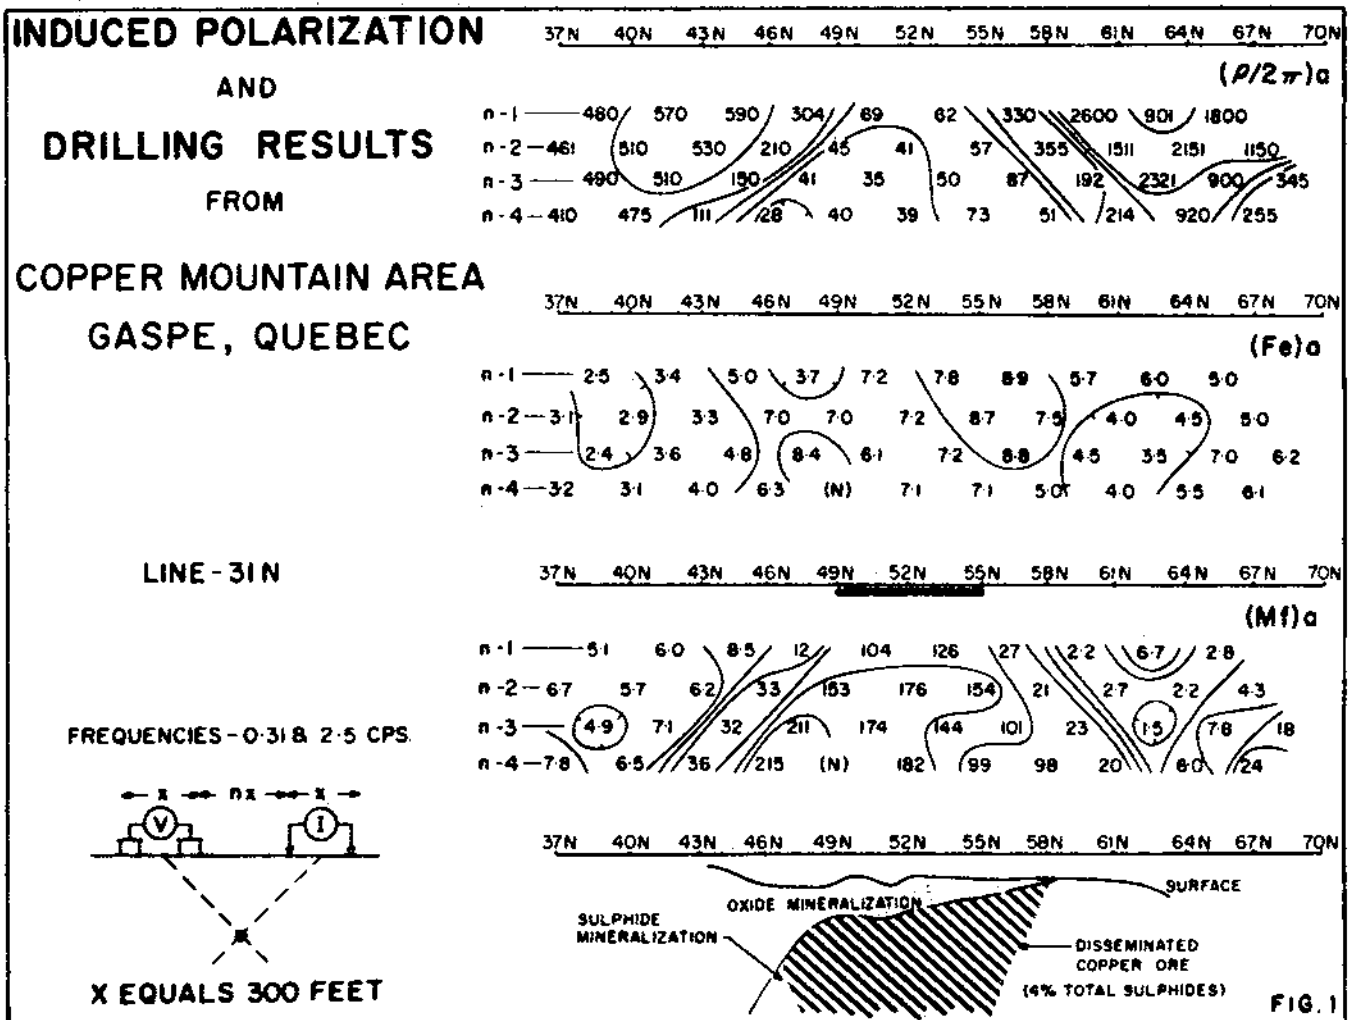 INDUCED POLARIZATION
AND
DRILLING RESULTS
FROM
COPPER MOUNTAIN AREA
GASPE, QUEBEC
LINE-31N
FREQUENCIES-0.31& 2.5 CPS.
x nx x
V I
X EQUALS 300 FEET
37N 40N 43N 46N 49N 52N 55N 58N 61N 64N 67N 70N
(P/2π)a
n-1 480 570 590 304 69 62 330 2600 901 1800
n-2 461 510 530 210 45 41 57 355 1511 2151 1150
n-3 490 510 150 41 35 50 87 192 2321 900 345
n-4 410 475 111 28 40 39 73 51 214 920 255
37N 40N 43N 46N 49N 52N 55N 58N 61N 64N 67N 70N
(Fe)a
n-1 2.5 3.4 5.0 3.7 7.2 7.8 8.9 5.7 6.0 5.0
n-2 3.1 2.9 3.3 7.0 7.0 7.2 8.7 7.5 4.0 4.5 5.0
n-3 2.4 3.6 4.8 8.4 6.1 7.2 8.8 4.5 3.5 7.0 6.2
n-4 3.2 3.1 4.0 6.3 (N) 7.1 7.1 5.0 4.0 5.5 6.1
37N 40N 43N 46N 49N 52N 55N 58N 61N 64N 67N 70N
(Mf)a
n-1 5.1 6.0 8.5 12 104 126 27 2.2 6.7 2.8
n-2 6.7 5.7 6.2 33 153 176 154 21 2.7 2.2 4.3
n-3 4.9 7.1 32 211 174 144 101 23 1.5 7.8 18
n-4 7.8 6.5 36 215 (N) 182 99 98 20 6.0 24
37N 40N 43N 46N 49N 52N 55N 58N 61N 64N 67N 70N
SURFACE
OXIDE MINERALIZATION
SULPHIDE
MINERALIZATION
DISSEMINATED
COPPER ORE
(4% TOTAL SULPHIDES)
FIG. 1